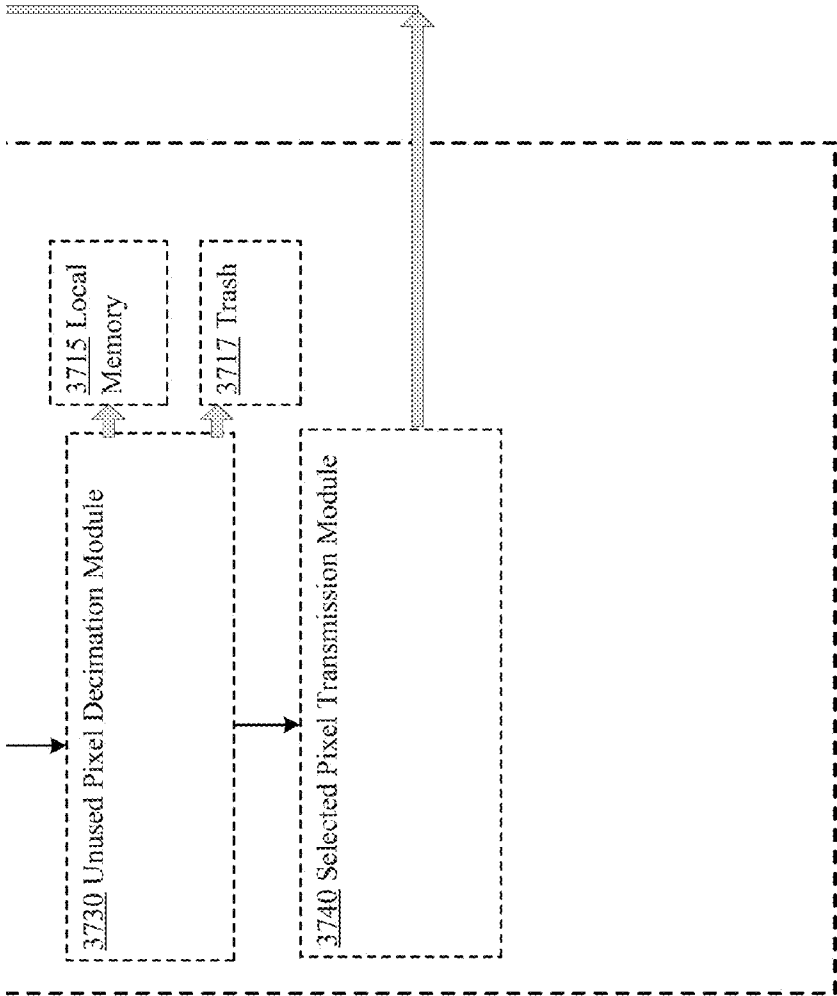 3715 Local
Memory
3717 Trash
3730 Unused Pixel Decimation Module
3740 Selected Pixel Transmission Module